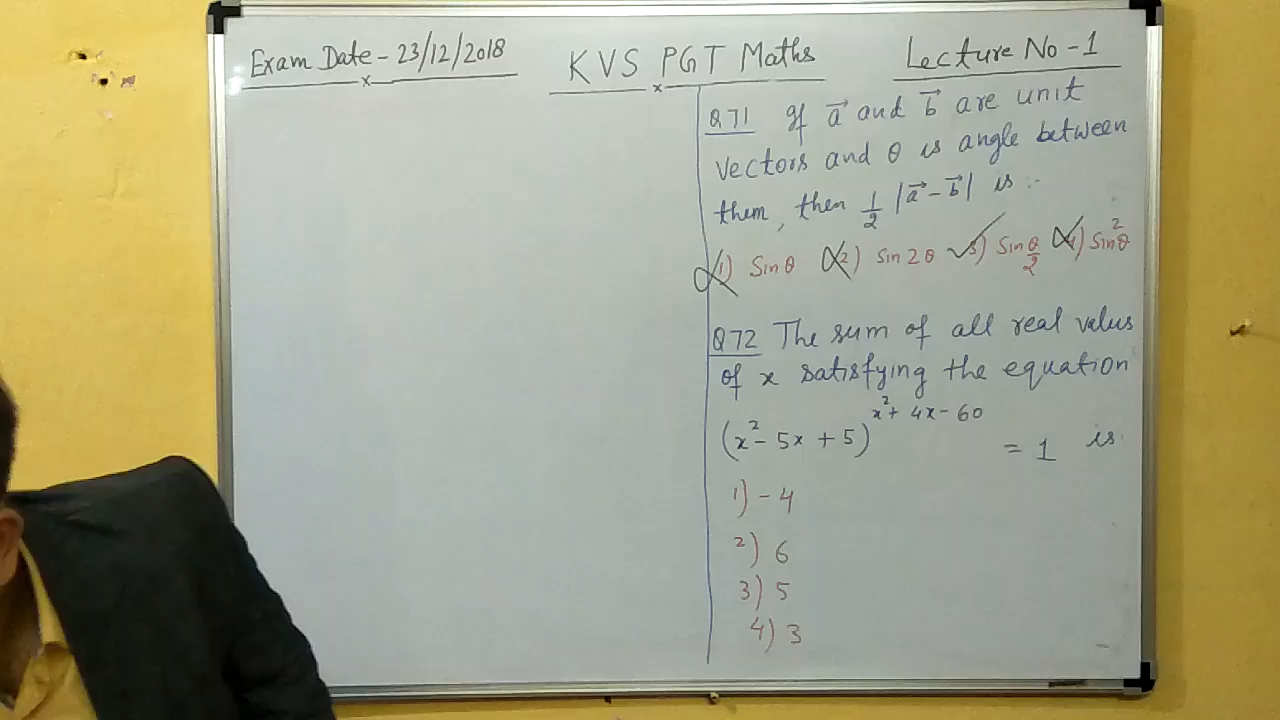 Exam Date - 23/12/2018
KVS PGT Maths
Lecture No - 1
Q71 If a⃗ and b⃗ are unit
vectors and θ is angle between
them, then 1/2 |a⃗ - b⃗| is :-
1) Sinθ 2) Sin 2θ 3) Sin θ/2 4) Sin²θ
Q72 The sum of all real values
of x satisfying the equation
(x² - 5x + 5)^(x² + 4x - 60) = 1 is
1) - 4
2) 6
3) 5
4) 3